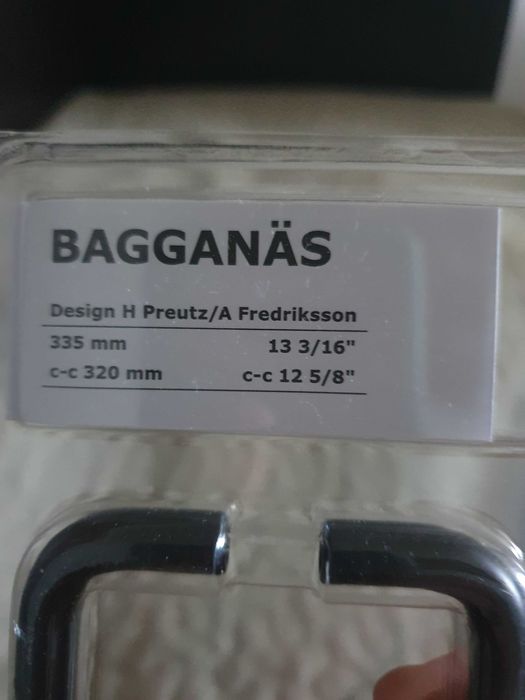 BAGGANÄS
Design H Preutz/A Fredriksson
335 mm 13 3/16"
c-c 320 mm c-c 12 5/8"